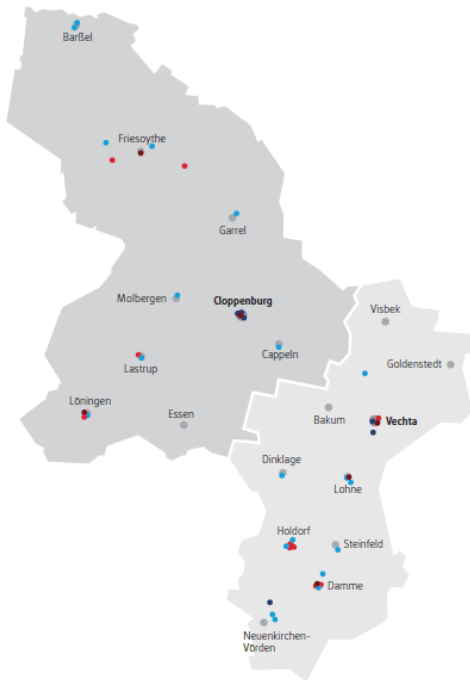 Barßel
Friesoythe
Garrel
Molbergen
Cloppenburg
Visbek
Goldenstedt
Cappeln
Lastrup
Löningen
Essen
Bakum
Vechta
Dinklage
Lohne
Holdorf
Steinfeld
Damme
Neuenkirchen-
Vörden